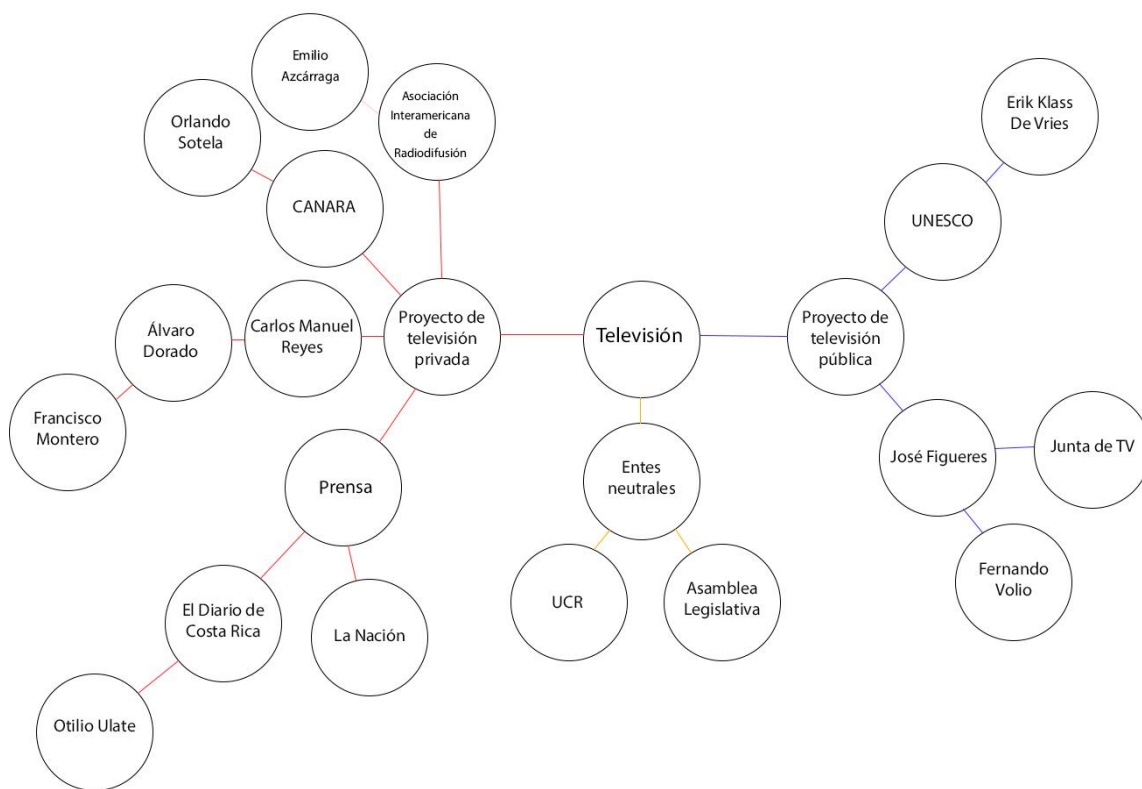 Emilio
Azcárraga
Asociación
Interamericana
de
Radiodifusión
Orlando
Sotela
CANARA
Erik Klass
De Vries
UNESCO
Álvaro
Dorado
Carlos Manuel
Reyes
Proyecto de
televisión
privada
Televisión
Proyecto de
televisión
pública
Francisco
Montero
Prensa
Entes
neutrales
José Figueres
Junta de TV
El Diario de
Costa Rica
La Nación
UCR
Asamblea
Legislativa
Fernando
Volio
Otilio Ulate